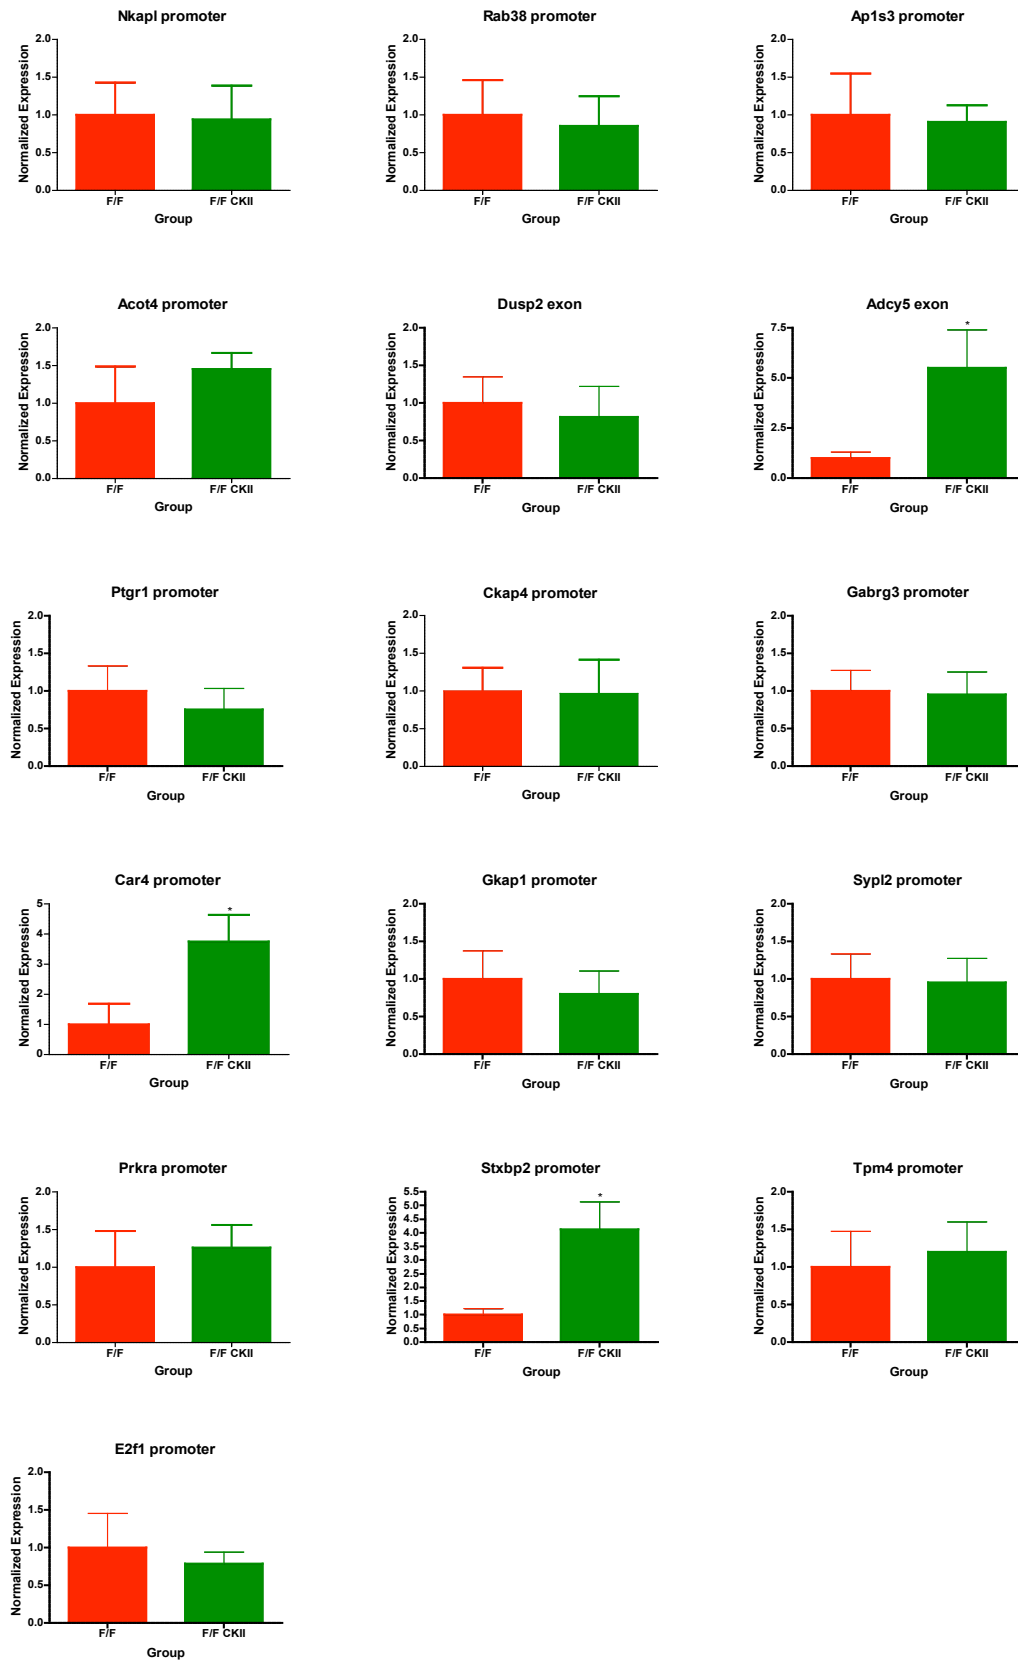 Nkapl promoter
Normalized Expression
2.0
1.5
1.0
0.5
0.0
F/F
F/F CKII
Group
Rab38 promoter
Normalized Expression
2.0
1.5
1.0
0.5
0.0
F/F
F/F CKII
Group
Ap1s3 promoter
Normalized Expression
2.0
1.5
1.0
0.5
0.0
F/F
F/F CKII
Group
Acot4 promoter
Normalized Expression
2.0
1.5
1.0
0.5
0.0
F/F
F/F CKII
Group
Dusp2 exon
Normalized Expression
2.0
1.5
1.0
0.5
0.0
F/F
F/F CKII
Group
Adcy5 exon
Normalized Expression
7.5
5.0
2.5
0.0
*
F/F
F/F CKII
Group
Ptgr1 promoter
Normalized Expression
2.0
1.5
1.0
0.5
0.0
F/F
F/F CKII
Group
Ckap4 promoter
Normalized Expression
2.0
1.5
1.0
0.5
0.0
F/F
F/F CKII
Group
Gabrg3 promoter
Normalized Expression
2.0
1.5
1.0
0.5
0.0
F/F
F/F CKII
Group
Car4 promoter
Normalized Expression
5
4
3
2
1
0
*
F/F
F/F CKII
Group
Gkap1 promoter
Normalized Expression
2.0
1.5
1.0
0.5
0.0
F/F
F/F CKII
Group
Sypl2 promoter
Normalized Expression
2.0
1.5
1.0
0.5
0.0
F/F
F/F CKII
Group
Prkra promoter
Normalized Expression
2.0
1.5
1.0
0.5
0.0
F/F
F/F CKII
Group
Stxbp2 promoter
Normalized Expression
5.5
5.0
4.5
4.0
3.5
3.0
2.5
2.0
1.5
1.0
0.5
0.0
*
F/F
F/F CKII
Group
Tpm4 promoter
Normalized Expression
2.0
1.5
1.0
0.5
0.0
F/F
F/F CKII
Group
E2f1 promoter
Normalized Expression
2.0
1.5
1.0
0.5
0.0
F/F
F/F CKII
Group